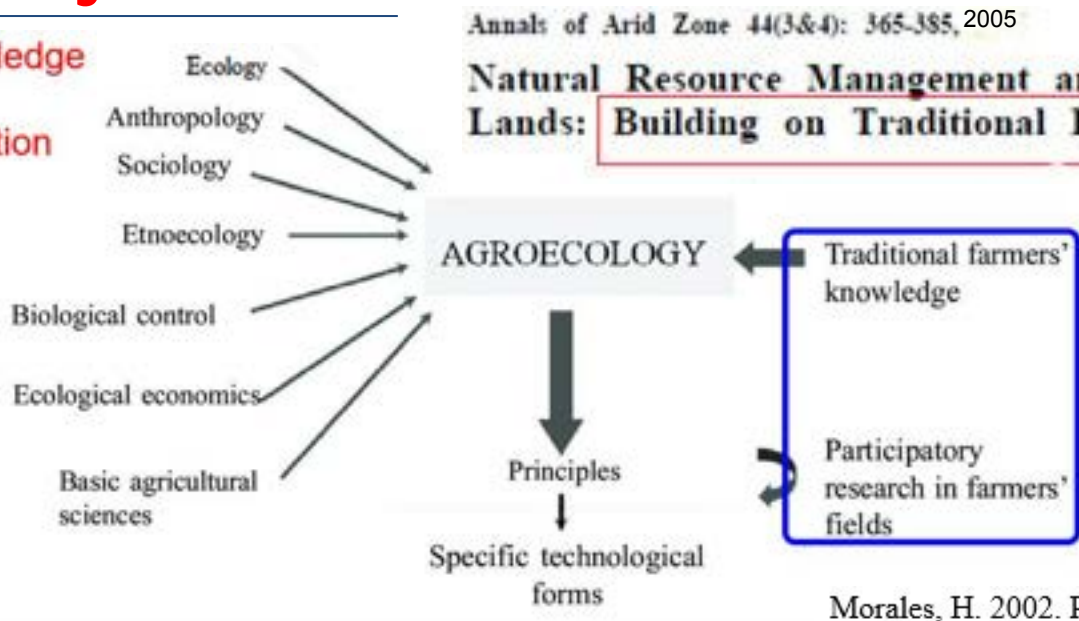 Annals of Arid Zone 44(3&4): 365-385, 2005
Natural Resource Management
Lands: Building on Traditional
Ecology
Anthropology
Sociology
Etnoecology
Biological control
Ecological economics
Basic agricultural
sciences
AGROECOLOGY
Traditional farmers'
knowledge
Principles
Participatory
research in farmers'
fields
Specific technological
forms
Morales, H. 2002.